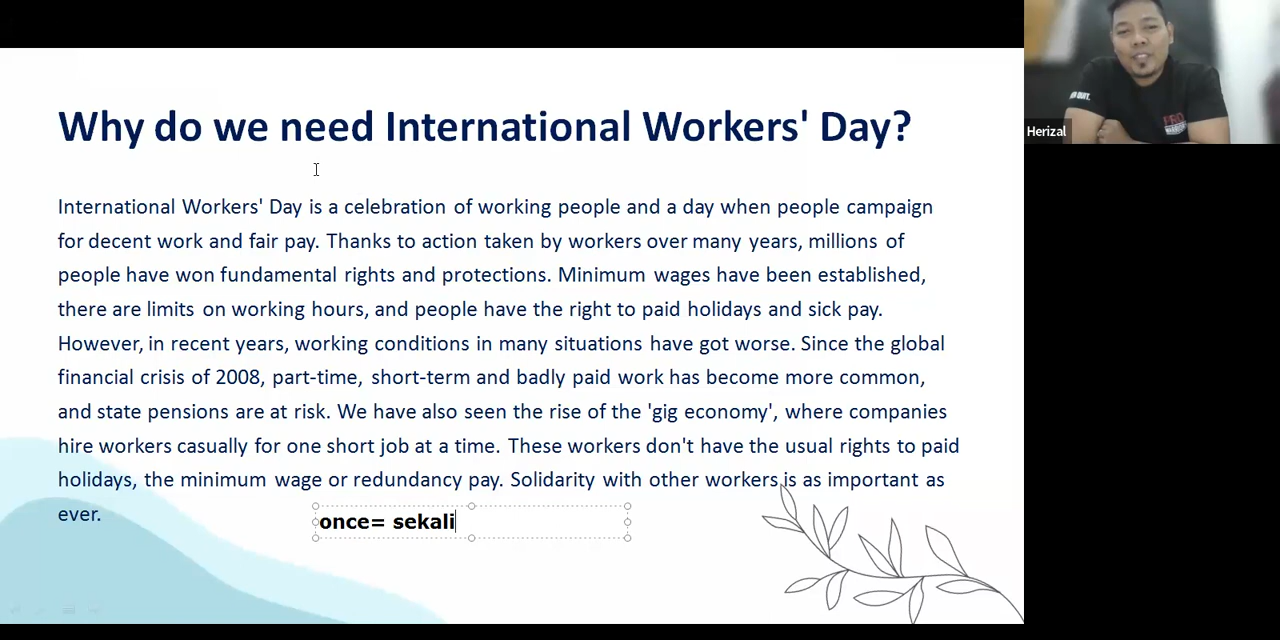 Why do we need International Workers' Day?
International Workers' Day is a celebration of working people and a day when people campaign
for decent work and fair pay. Thanks to action taken by workers over many years, millions of
people have won fundamental rights and protections. Minimum wages have been established,
there are limits on working hours, and people have the right to paid holidays and sick pay.
However, in recent years, working conditions in many situations have got worse. Since the global
financial crisis of 2008, part-time, short-term and badly paid work has become more common,
and state pensions are at risk. We have also seen the rise of the 'gig economy', where companies
hire workers casually for one short job at a time. These workers don't have the usual rights to paid
holidays, the minimum wage or redundancy pay. Solidarity with other workers is as important as
ever.
once= sekali
Herizal